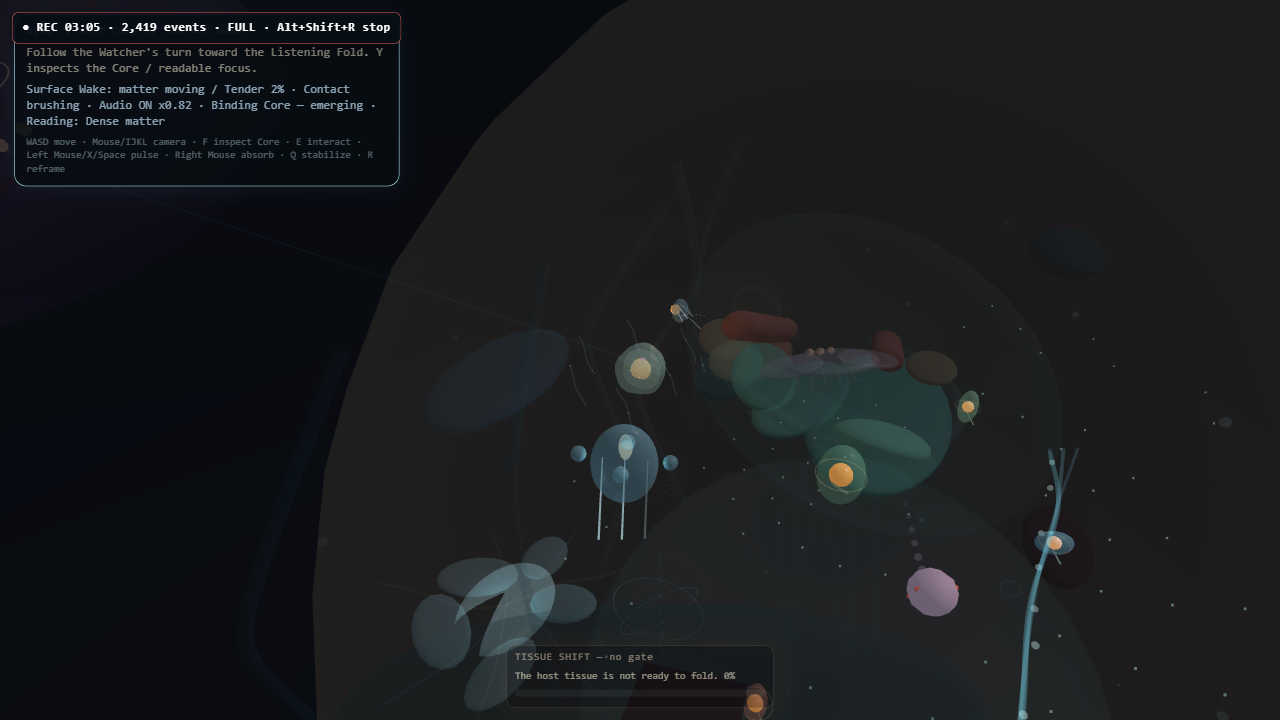 ● REC 03:05 · 2,419 events · FULL · Alt+Shift+R stop
Follow the Watcher's turn toward the Listening Fold. Y
inspects the Core / readable focus.
Surface Wake: matter moving / Tender 2% · Contact
brushing · Audio ON x0.82 · Binding Core — emerging ·
Reading: Dense matter
WASD move · Mouse/IJKL camera · F inspect Core · E interact ·
Left Mouse/X/Space pulse · Right Mouse absorb · Q stabilize · R
reframe
TISSUE SHIFT — no gate
The host tissue is not ready to fold. 0%